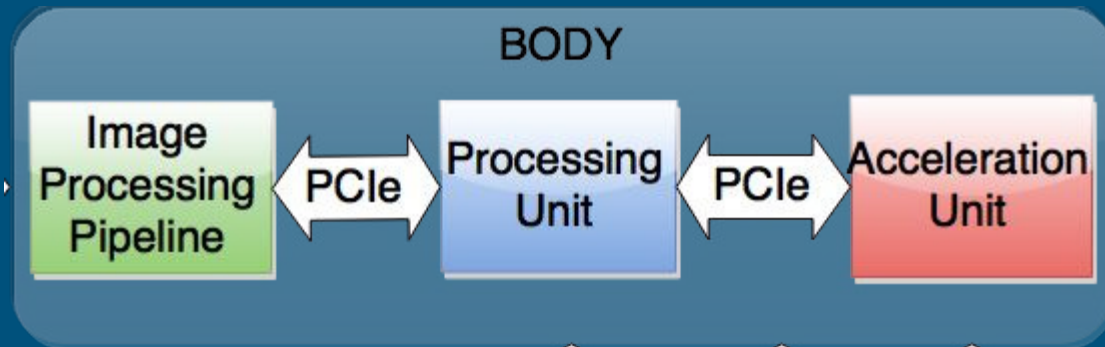 BODY
Image
Processing
Pipeline
PCIe
Processing
Unit
PCIe
Acceleration
Unit